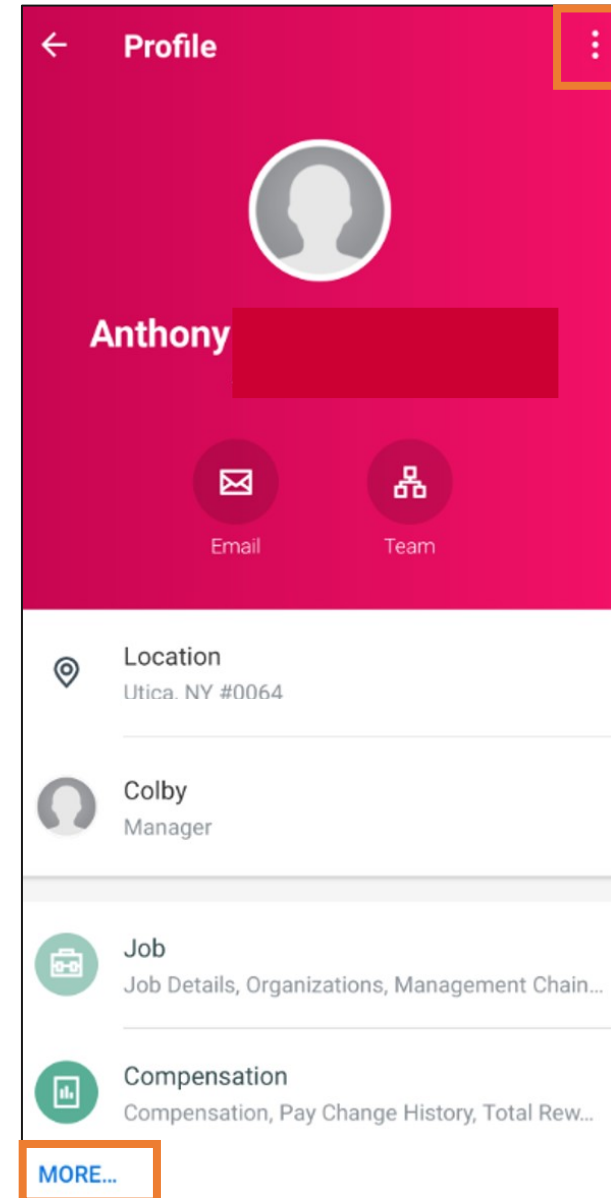 Profile
Anthony
Email Team
Location
Utica, NY #0064
Colby
Manager
Job
Job Details, Organizations, Management Chain...
Compensation
Compensation, Pay Change History, Total Rew...
MORE...